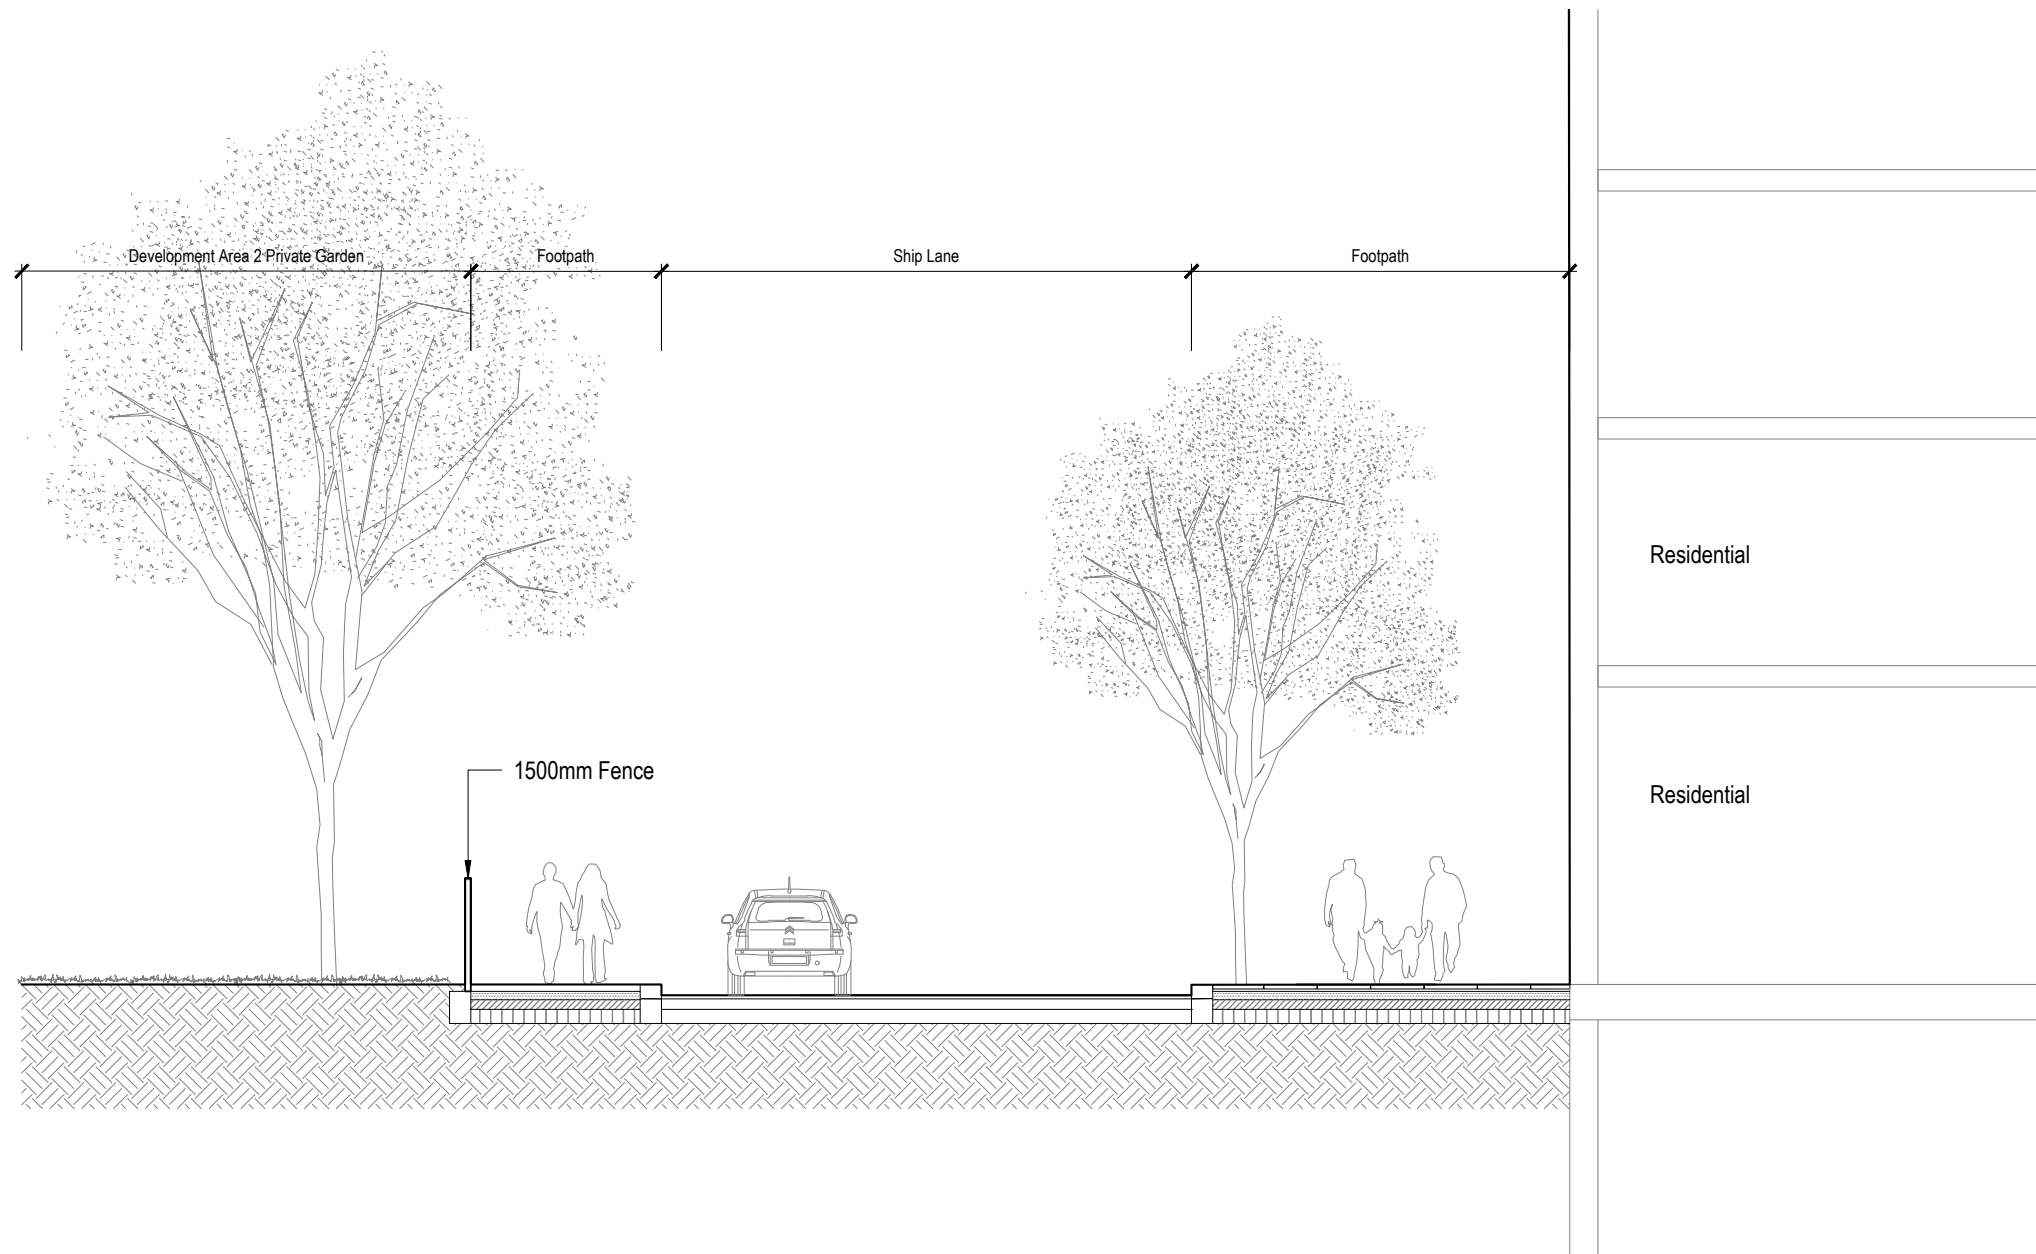 Development Area 2 Private Garden
Footpath
Ship Lane
Footpath
Residential
1500mm Fence
Residential